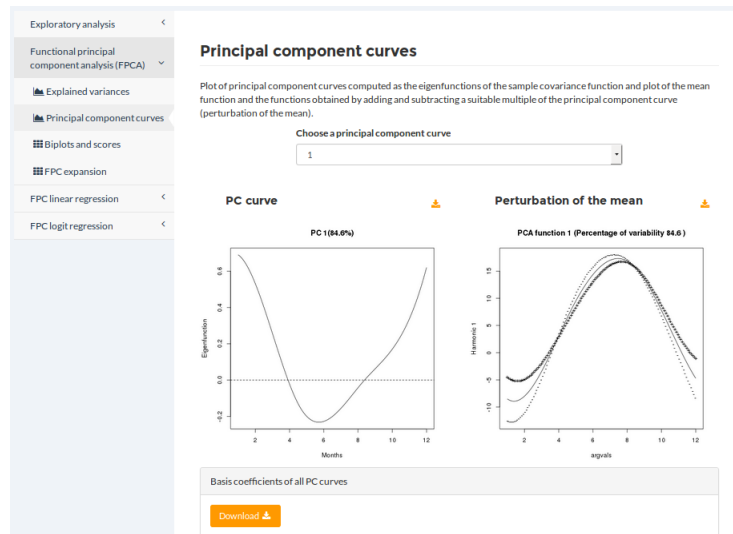 Exploratory analysis
Functional principal
component analysis (FPCA)
Explained variances
Principal component curves
Biplots and scores
FPC expansion
FPC linear regression
FPC logit regression
Principal component curves
Plot of principal component curves computed as the eigenfunctions of the sample covariance function and plot of the mean
function and the functions obtained by adding and subtracting a suitable multiple of the principal component curve
(perturbation of the mean).
Choose a principal component curve
1
PC curve
PC 1(84.6%)
Eigenfunction
0.6
0.4
0.2
0.0
-0.2
2 4 6 8 10 12
Months
Perturbation of the mean
PCA function 1 (Percentage of variability 84.6 )
Harmonic 1
15
10
5
0
-5
-10
2 4 6 8 10 12
argvals
Basis coefficients of all PC curves
Download